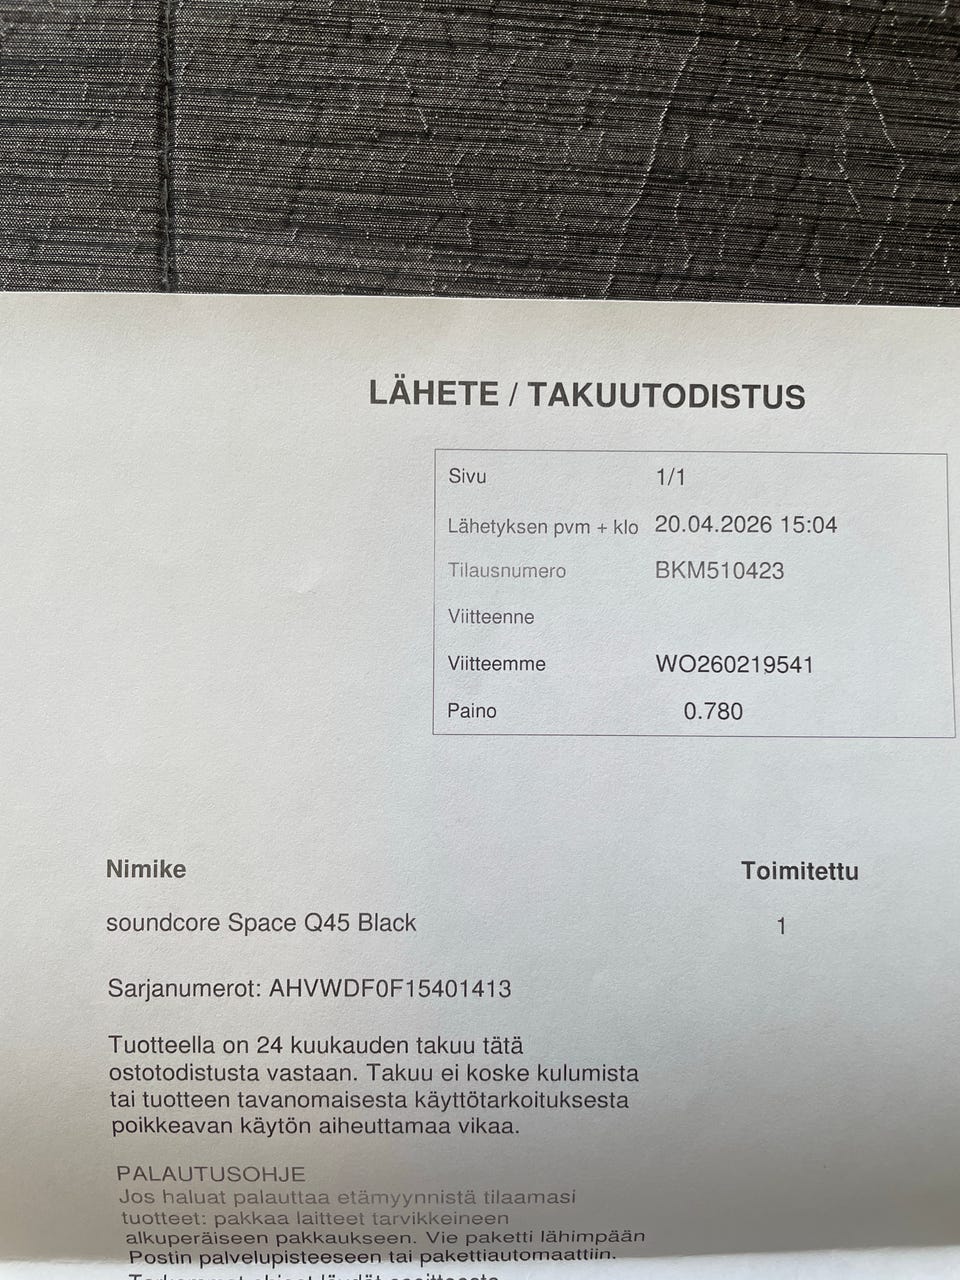 LÄHETE / TAKUUTODISTUS
Sivu 1/1
Lähetyksen pvm + klo 20.04.2026 15:04
Tilausnumero BKM510423
Viitteenne
Viitteemme WO260219541
Paino 0.780
Nimike Toimitettu
soundcore Space Q45 Black 1
Sarjanumerot: AHVWDF0F15401413
Tuotteella on 24 kuukauden takuu tätä
ostotodistusta vastaan. Takuu ei koske kulumista
tai tuotteen tavanomaisesta käyttötarkoituksesta
poikkeavan käytön aiheuttamaa vikaa.
PALAUTUSOHJE
Jos haluat palauttaa etämyynnistä tilaamasi
tuotteet: pakkaa laitteet tarvikkeineen
alkuperäiseen pakkaukseen. Vie paketti lähimpään
Postin palvelupisteeseen tai pakettiautomaattiin.